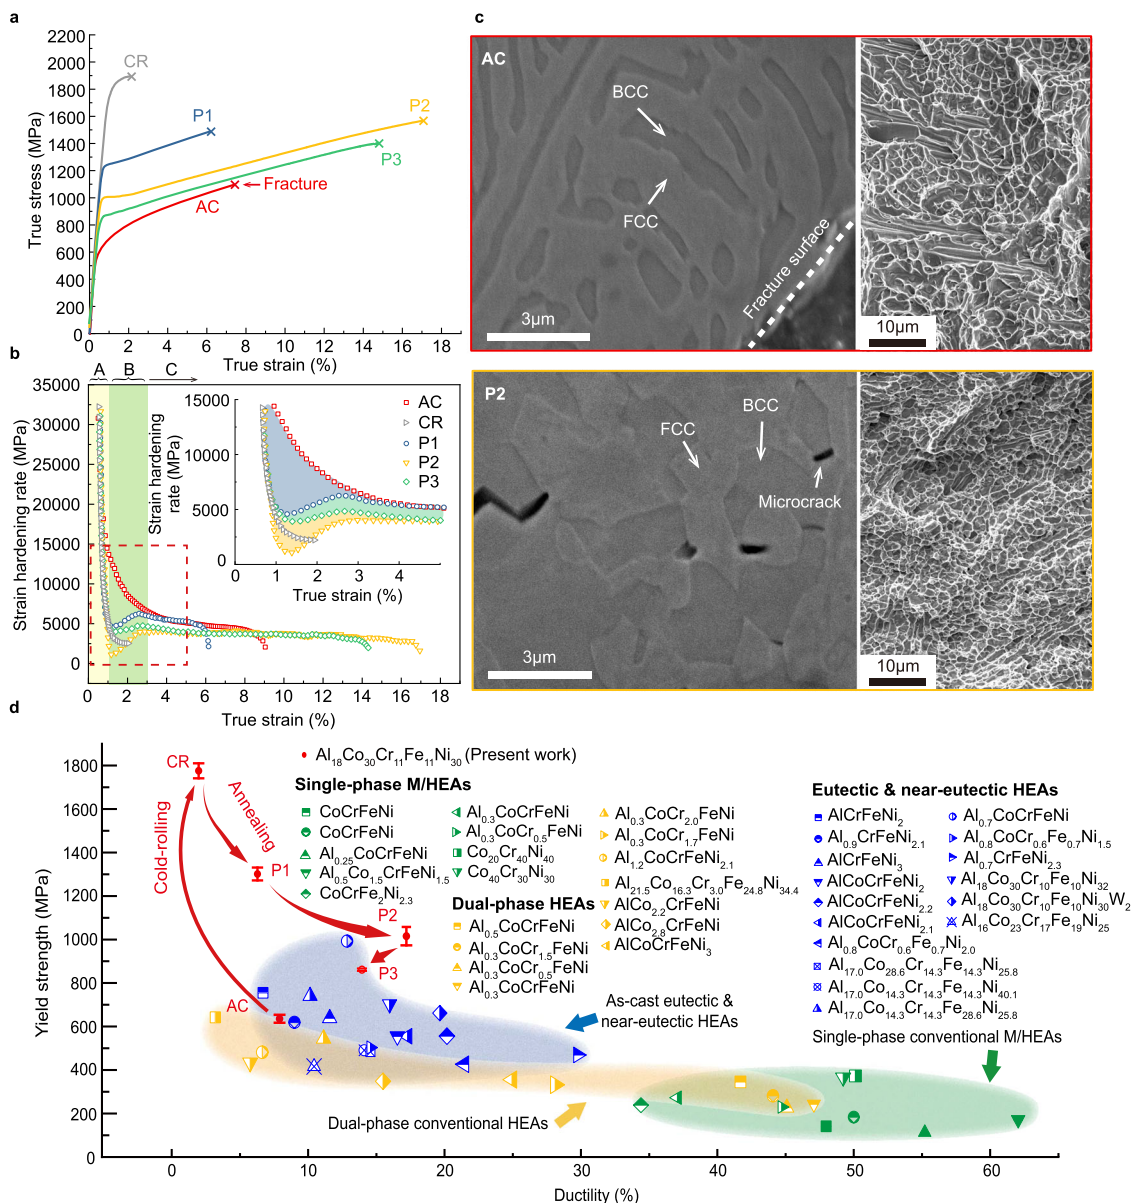 a
2200
2000
1800
1600
1400
1200
1000
800
600
400
200
0
True stress (MPa)
CR
P1
P2
P3
AC
Fracture
0 2 4 6 8 10 12 14 16 18
True strain (%)
b
A B C
35000
30000
25000
20000
15000
10000
5000
0
Strain hardening rate (MPa)
0 2 4 6 8 10 12 14 16 18
True strain (%)
15000
10000
5000
0
Strain hardening
rate (MPa)
0 1 2 3 4
True strain (%)
AC
CR
P1
P2
P3
c
AC
BCC
FCC
Fracture surface
3μm
10μm
P2
FCC
BCC
Microcrack
3μm
10μm
d
1800
1600
1400
1200
1000
800
600
400
200
0
Yield strength (MPa)
0 10 20 30 40 50 60
Ductility (%)
CR
Cold-rolling
Annealing
P1
P2
P3
AC
Al18Co30Cr11Fe11Ni30 (Present work)
Single-phase M/HEAs
CoCrFeNi
CoCrFeNi
Al0.25CoCrFeNi
Al0.5Co1.5CrFeNi1.5
CoCrFe2Ni2.3
Al0.3CoCrFeNi
Al0.3CoCr0.5FeNi
Co20Cr40Ni40
Co40Cr30Ni30
Dual-phase HEAs
Al0.5CoCrFeNi
Al0.3CoCr1.5FeNi
Al0.3CoCr0.5FeNi
Al0.3CoCrFeNi
Al0.3CoCr2.0FeNi
Al0.3CoCr1.7FeNi
Al1.2CoCrFeNi2.1
Al21.5Co16.3Cr3.0Fe24.8Ni34.4
AlCo2.2CrFeNi
AlCo2.8CrFeNi
AlCoCrFeNi3
Eutectic & near-eutectic HEAs
AlCrFeNi2
Al0.9CrFeNi2.1
AlCrFeNi3
AlCoCrFeNi2
AlCoCrFeNi2.2
AlCoCrFeNi2.1
Al0.8CoCr0.6Fe0.7Ni2.0
Al17.0Co28.6Cr14.3Fe14.3Ni25.8
Al17.0Co14.3Cr14.3Fe14.3Ni40.1
Al17.0Co14.3Cr14.3Fe28.6Ni25.8
Al0.7CoCrFeNi
Al0.8CoCr0.6Fe0.7Ni1.5
Al0.7CrFeNi2.3
Al18Co30Cr10Fe10Ni32
Al18Co30Cr10Fe10Ni30W2
Al16Co23Cr17Fe19Ni25
As-cast eutectic &
near-eutectic HEAs
Single-phase conventional M/HEAs
Dual-phase conventional HEAs